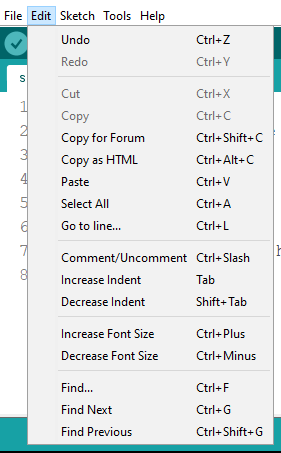 File Edit Sketch Tools Help
Undo Ctrl+Z
Redo Ctrl+Y
s
Cut Ctrl+X
1
Copy Ctrl+C
2 Copy for Forum Ctrl+Shift+C e
3 Copy as HTML Ctrl+Alt+C
4 Paste Ctrl+V
5 Select All Ctrl+A
6 Go to line... Ctrl+L
7 Comment/Uncomment Ctrl+Slash h
8 Increase Indent Tab
Decrease Indent Shift+Tab
Increase Font Size Ctrl+Plus
Decrease Font Size Ctrl+Minus
Find... Ctrl+F
Find Next Ctrl+G
Find Previous Ctrl+Shift+G